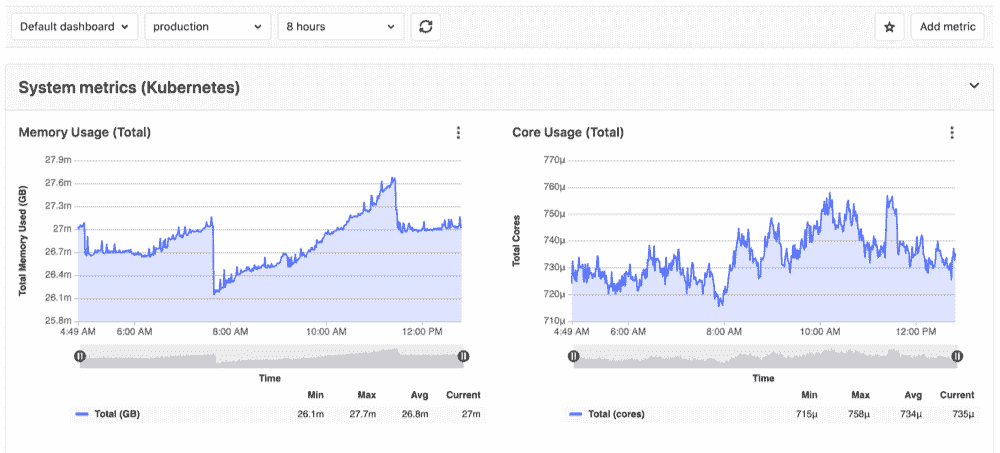 Default dashboard production 8 hours Add metric
System metrics (Kubernetes)
Memory Usage (Total)
Total Memory Used (GB)
27.9m
27.6m
27.3m
27m
26.7m
26.4m
26.1m
25.8m
4:49 AM 6:00 AM 8:00 AM 10:00 AM 12:00 PM
Time
Min Max Avg Current
Total (GB) 26.1m 27.7m 26.8m 27m
Core Usage (Total)
Total Cores
770µ
760µ
750µ
740µ
730µ
720µ
710µ
4:49 AM 6:00 AM 8:00 AM 10:00 AM 12:00 PM
Time
Min Max Avg Current
Total (cores) 715µ 758µ 734µ 735µ